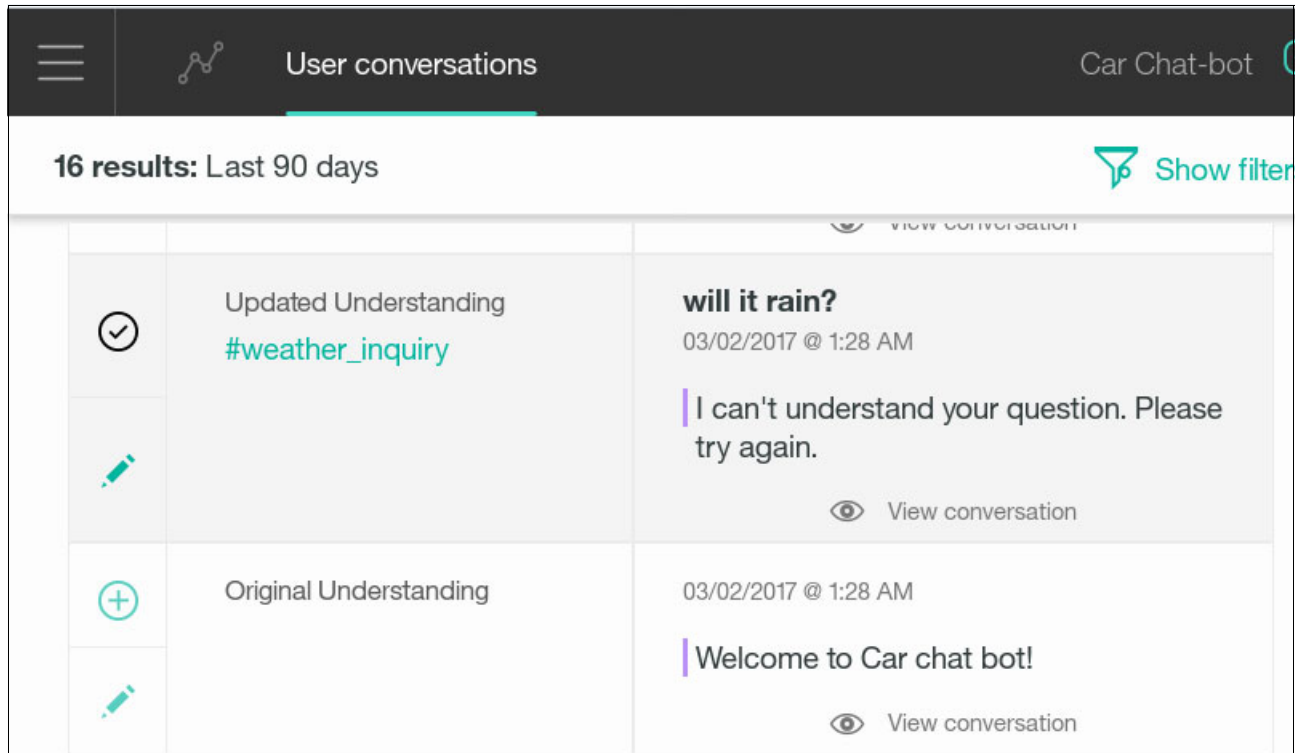 User conversations
Car Chat-bot
16 results: Last 90 days
Show filter
View conversation
Updated Understanding
#weather_inquiry
will it rain?
03/02/2017 @ 1:28 AM
I can't understand your question. Please
try again.
View conversation
Original Understanding
03/02/2017 @ 1:28 AM
Welcome to Car chat bot!
View conversation